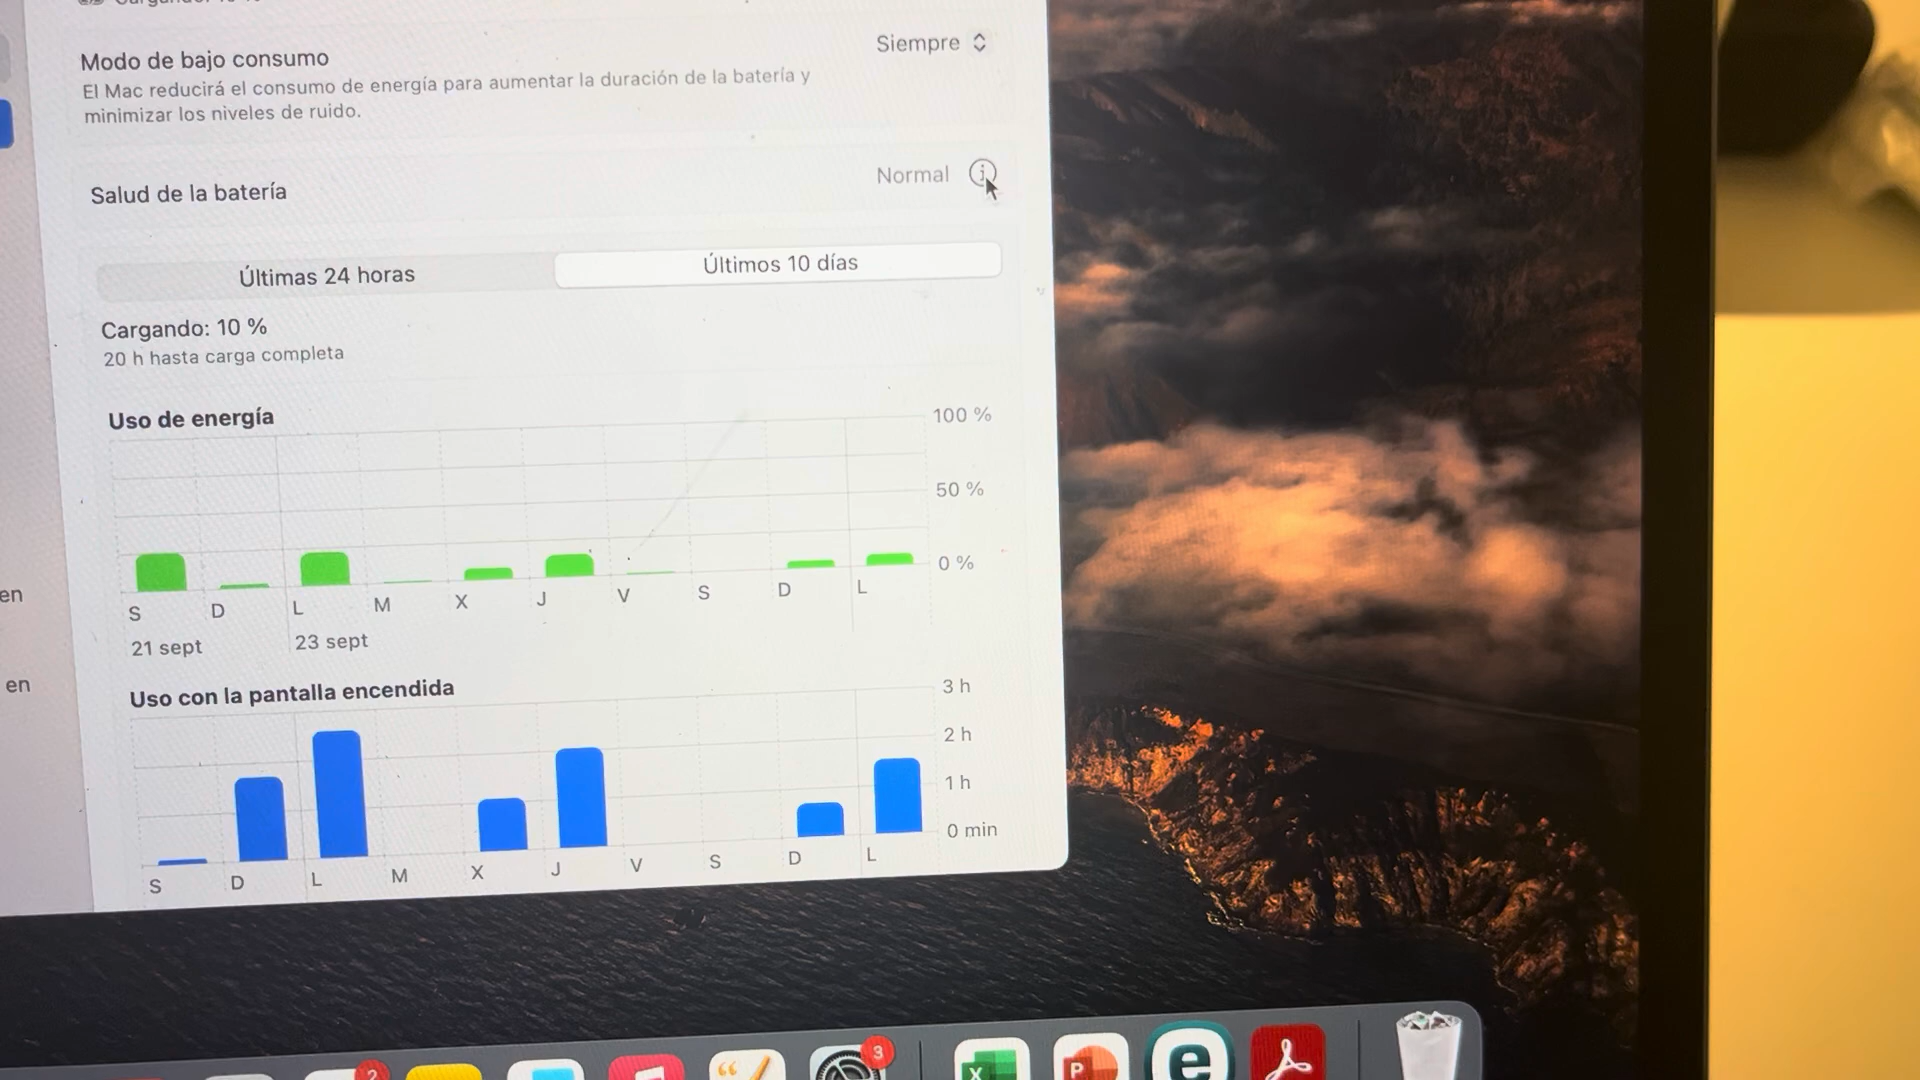 Modo de bajo consumo
Siempre
El Mac reducirá el consumo de energía para aumentar la duración de la batería y
minimizar los niveles de ruido.
Salud de la batería
Normal
Últimas 24 horas
Últimos 10 días
Cargando: 10 %
20 h hasta carga completa
Uso de energía
100 %
50 %
0 %
S D L M X J V S D L
21 sept 23 sept
en
en
Uso con la pantalla encendida
3 h
2 h
1 h
0 min
S D L M X J V S D L
2
3
X
P
e